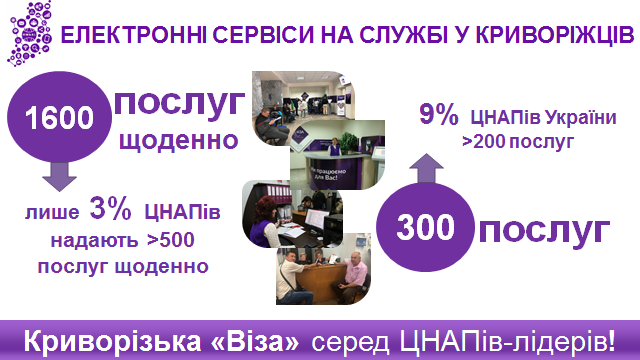 ЕЛЕКТРОННІ СЕРВІСИ НА СЛУЖБІ У КРИВОРІЖЦІВ
1600 послуг
щоденно
лише 3% ЦНАПів
надають >500
послуг щоденно
працюємо
для Вас!
9% ЦНАПів України
>200 послуг
300 послуг
Криворізька «Віза» серед ЦНАПів-лідерів!